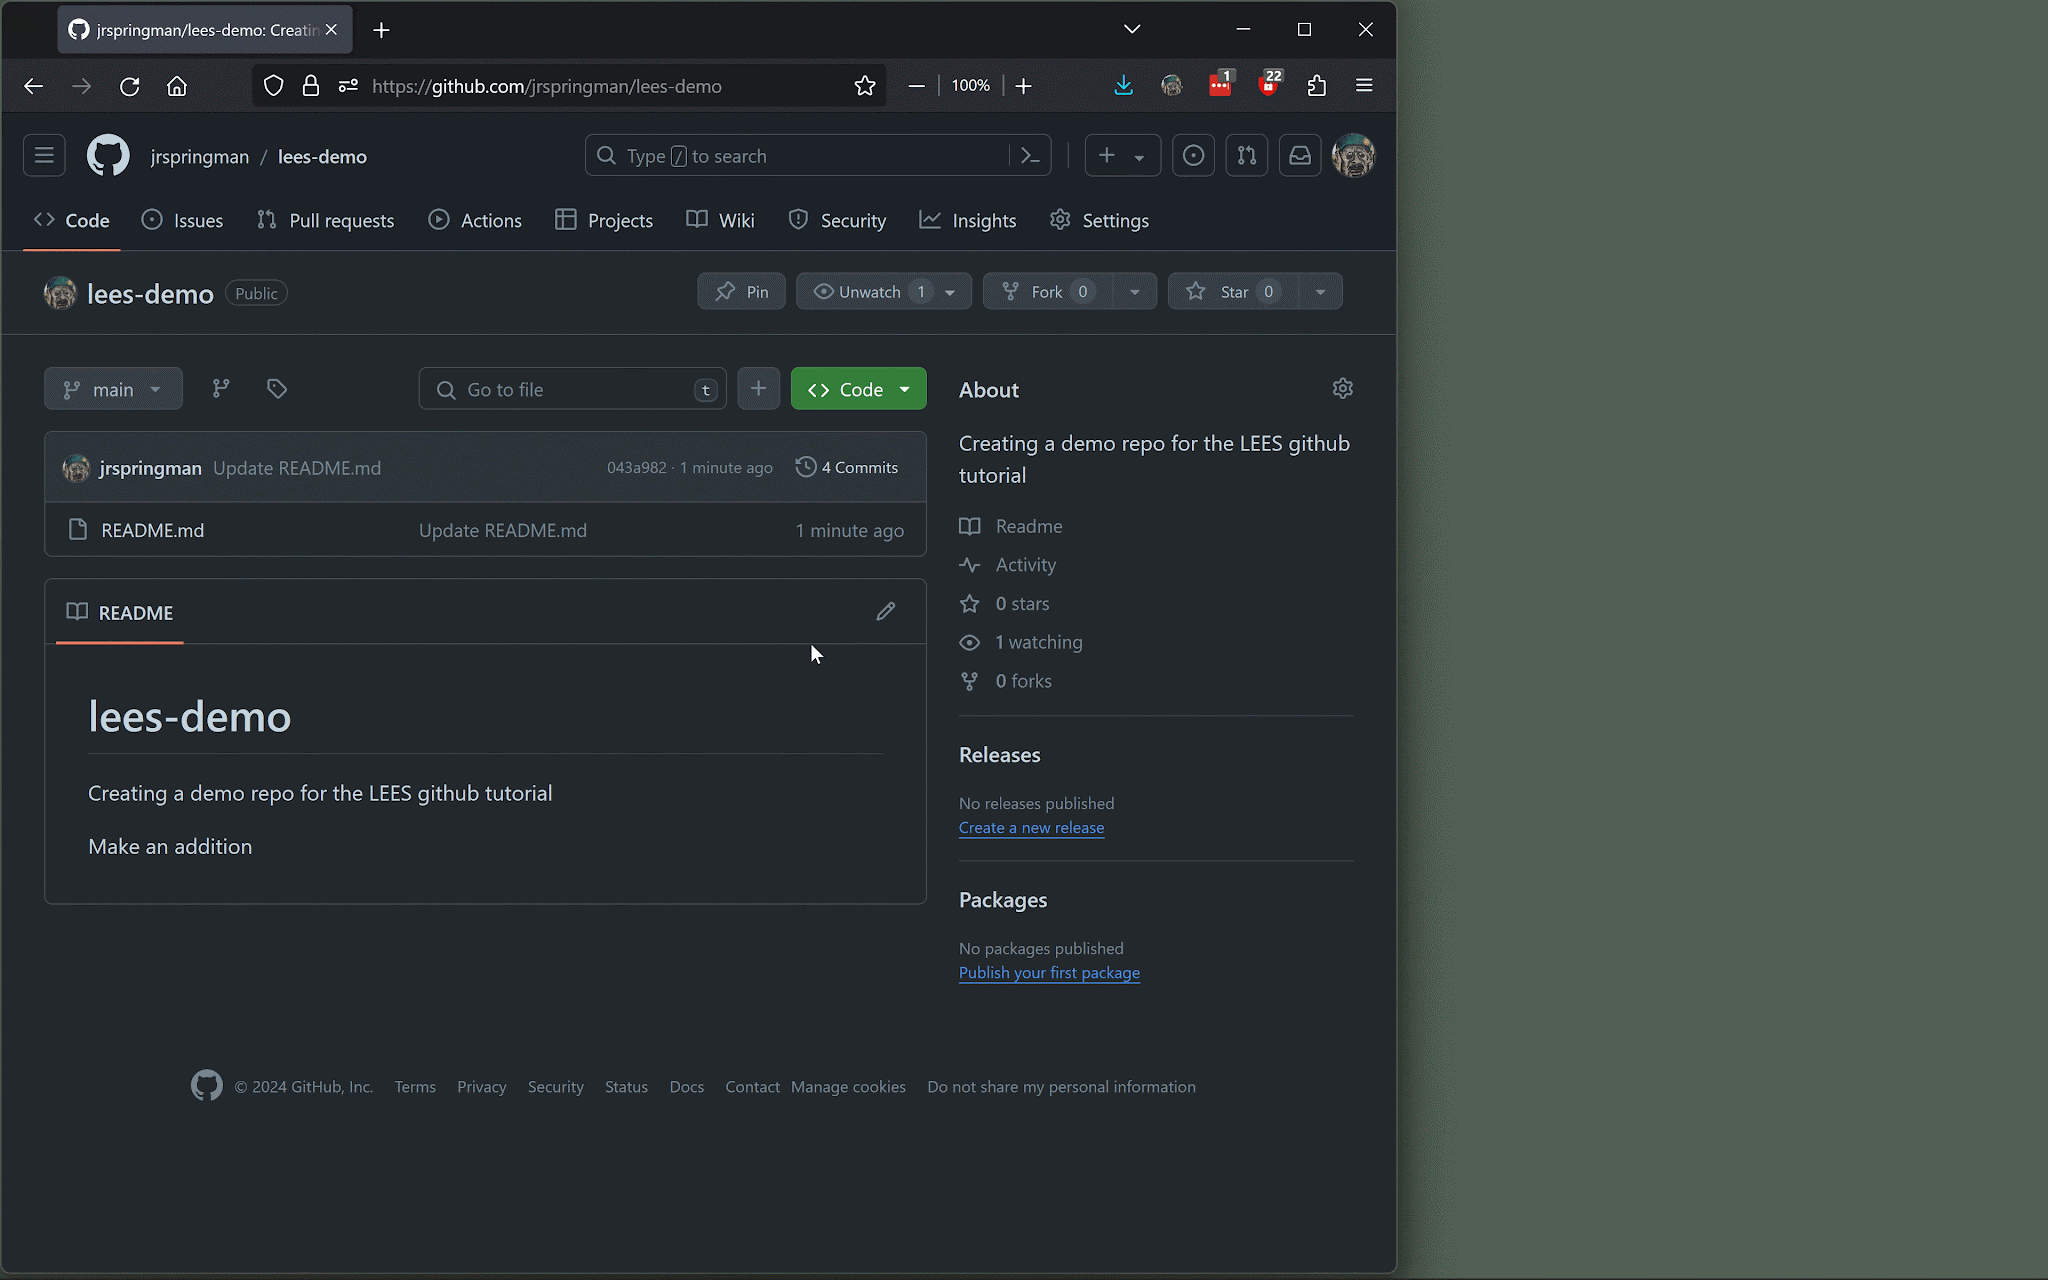 jrspringman/lees-demo: Creatin
https://github.com/jrspringman/lees-demo
100%
1
22
jrspringman / lees-demo
Type / to search
Code
Issues
Pull requests
Actions
Projects
Wiki
Security
Insights
Settings
lees-demo
Public
Pin
Unwatch 1
Fork 0
Star 0
main
Go to file
t
Code
jrspringman Update README.md
043a982 · 1 minute ago
4 Commits
README.md
Update README.md
1 minute ago
README
lees-demo
Creating a demo repo for the LEES github tutorial
Make an addition
About
Creating a demo repo for the LEES github
tutorial
Readme
Activity
0 stars
1 watching
0 forks
Releases
No releases published
Create a new release
Packages
No packages published
Publish your first package
© 2024 GitHub, Inc. Terms Privacy Security Status Docs Contact Manage cookies Do not share my personal information